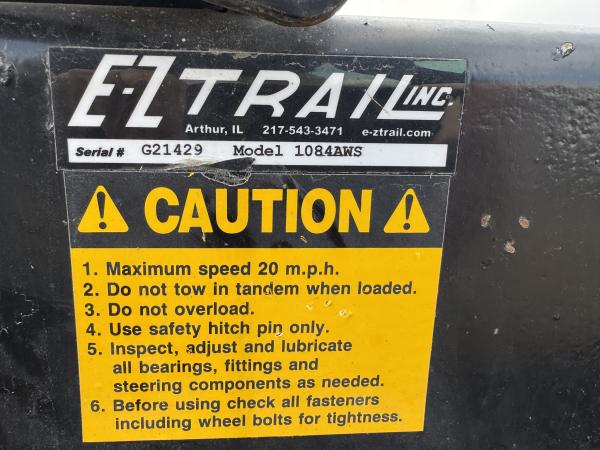 E-Z TRAIL INC.
Arthur, IL 217-543-3471 e-ztrail.com
Serial # G21429 Model 1084AWS
CAUTION
1. Maximum speed 20 m.p.h.
2. Do not tow in tandem when loaded.
3. Do not overload.
4. Use safety hitch pin only.
5. Inspect, adjust and lubricate
all bearings, fittings and
steering components as needed.
6. Before using check all fasteners
including wheel bolts for tightness.